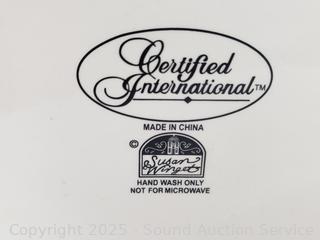 Certified
International™
MADE IN CHINA
©
Susan
Winget
HAND WASH ONLY
NOT FOR MICROWAVE
Copyright 2025 - Sound Auction Service